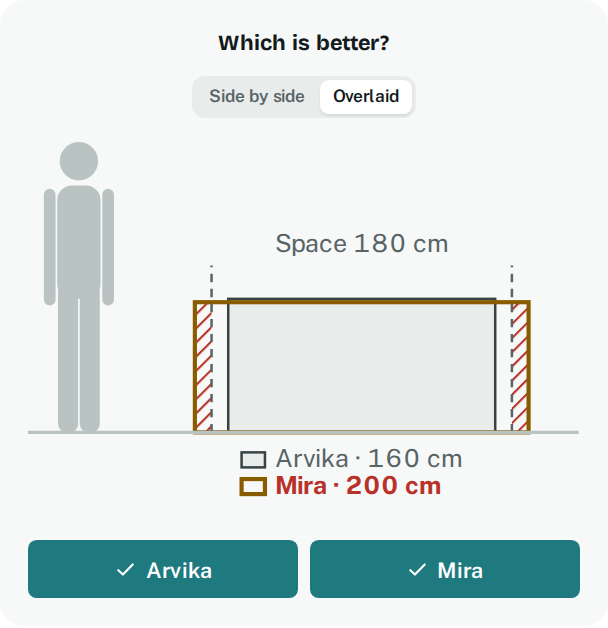 Which is better?
Side by side
Overlaid
Space 180 cm
Arvika · 160 cm
Mira · 200 cm
Arvika
Mira